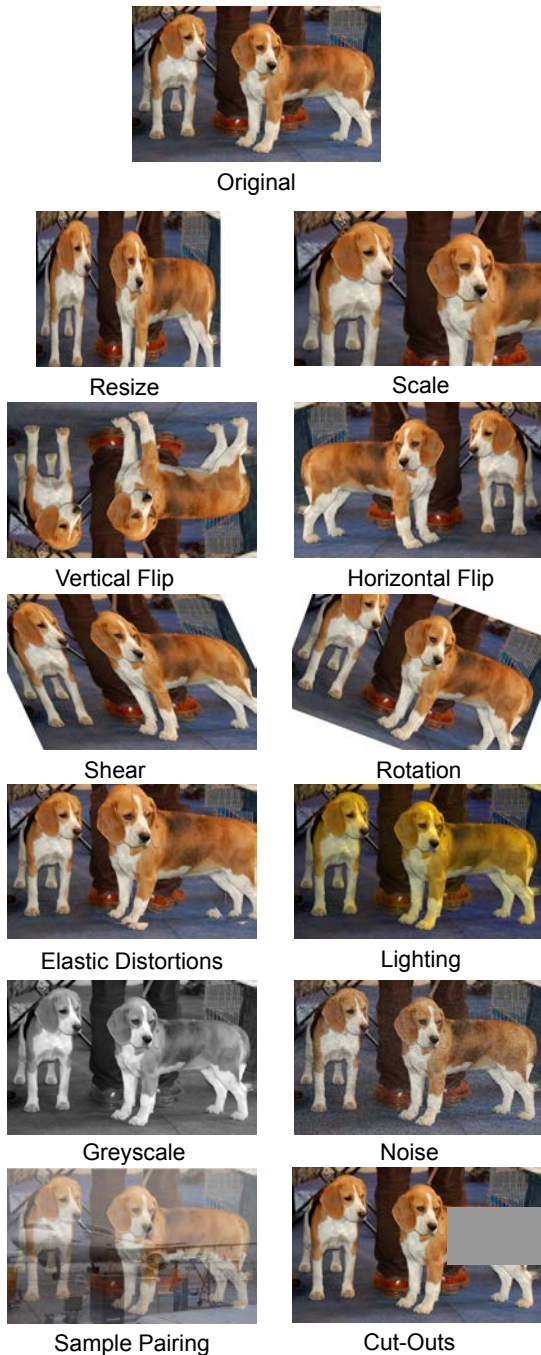 Original
Resize
Scale
Vertical Flip
Horizontal Flip
Shear
Rotation
Elastic Distortions
Lighting
Greyscale
Noise
Sample Pairing
Cut-Outs